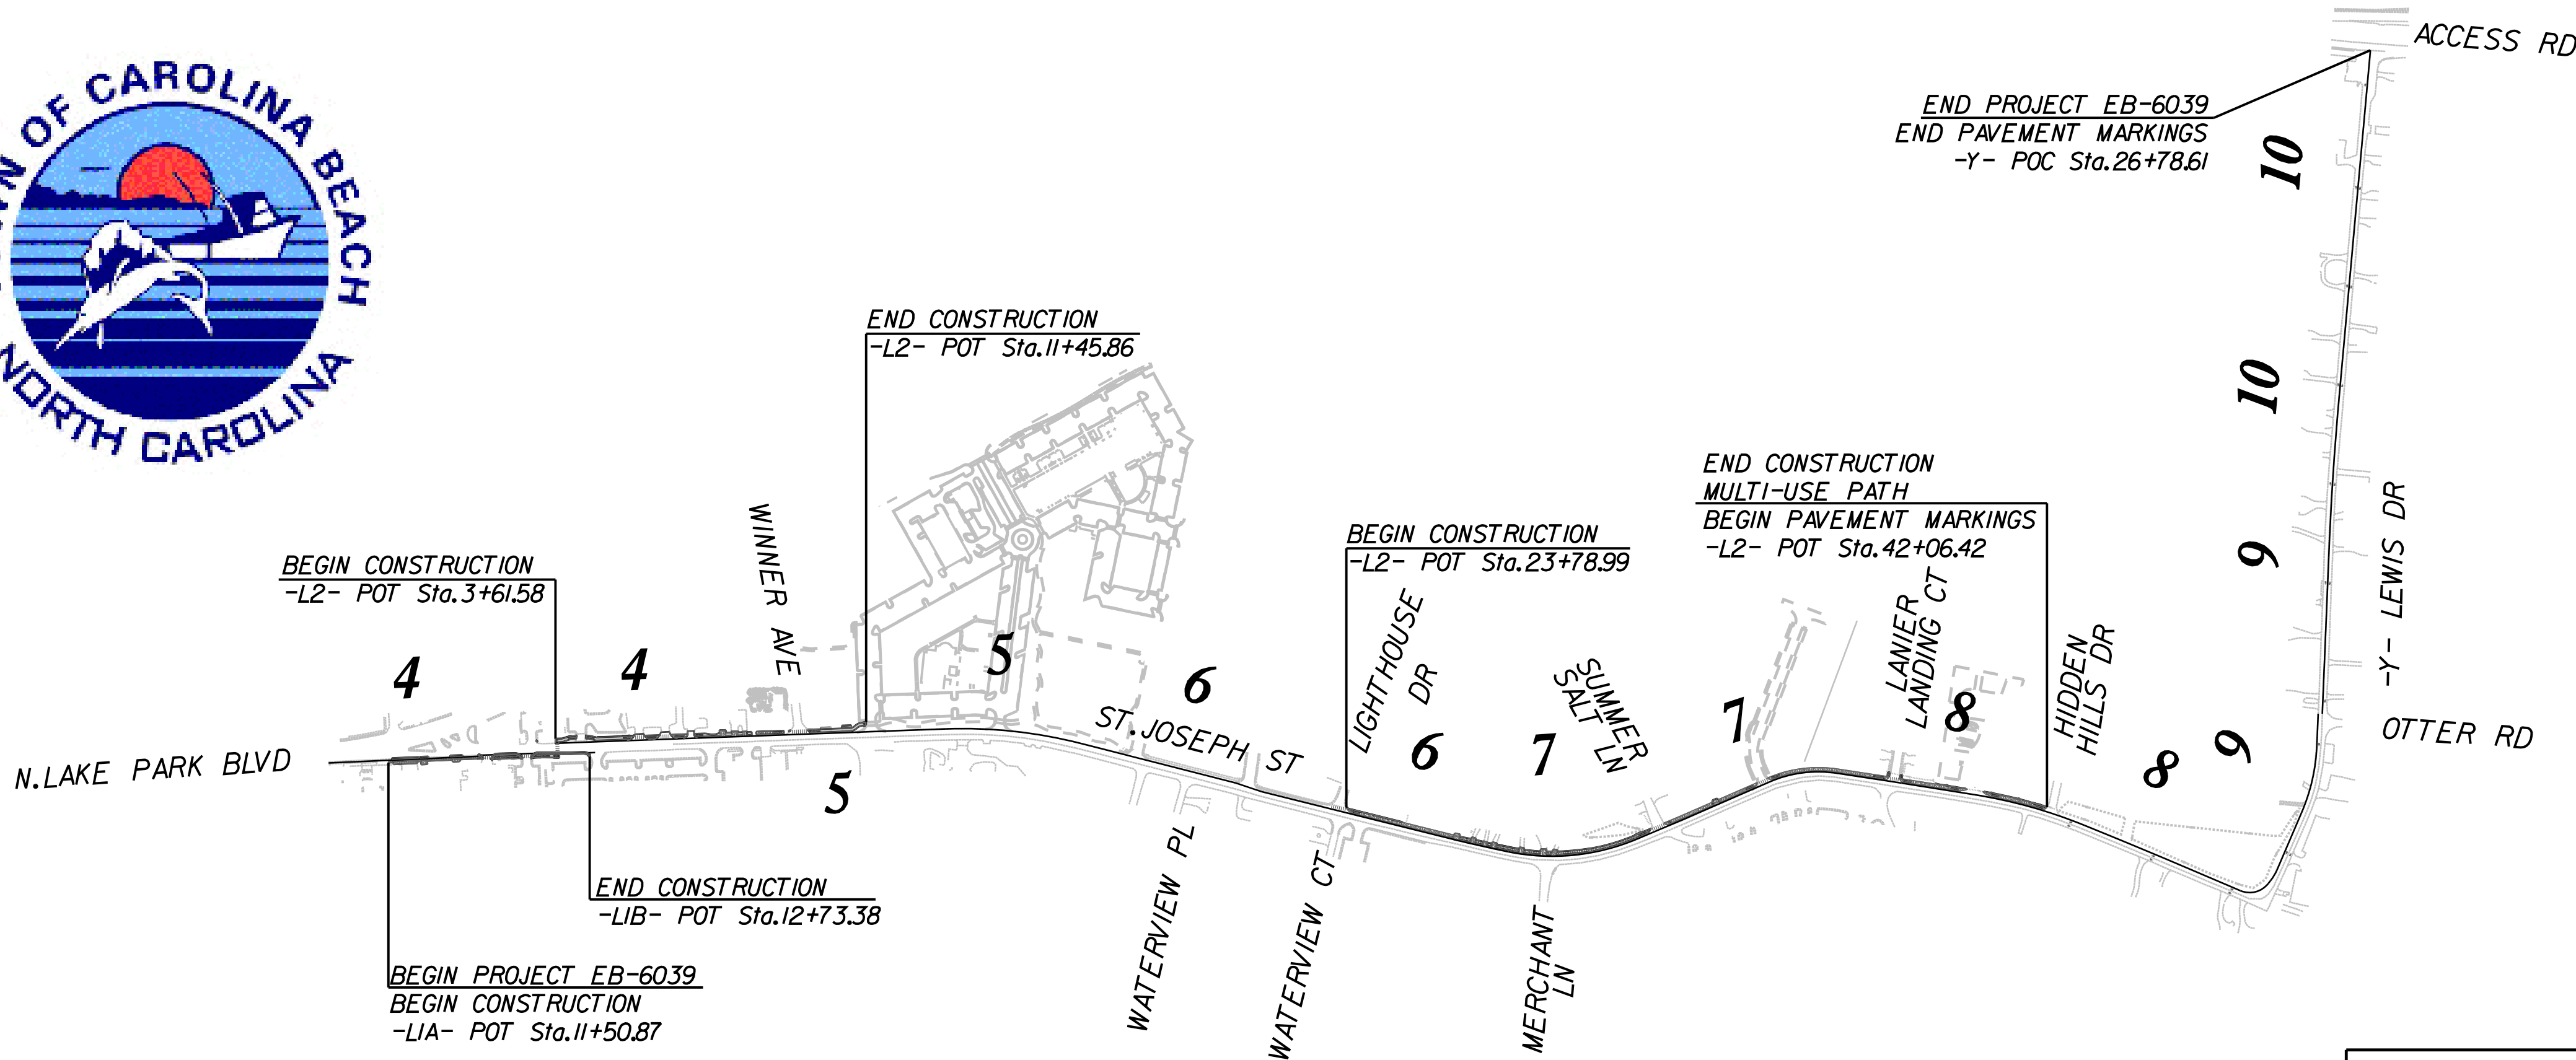 OF CAROLINA BEACH
NORTH CAROLINA
ACCESS RD
END PROJECT EB-6039
END PAVEMENT MARKINGS
-Y- POC Sta.26+78.61
10
END CONSTRUCTION
-L2- POT Sta.11+45.86
10
END CONSTRUCTION
MULTI-USE PATH
BEGIN PAVEMENT MARKINGS
-L2- POT Sta.42+06.42
BEGIN CONSTRUCTION
-L2- POT Sta.23+78.99
BEGIN CONSTRUCTION
-L2- POT Sta.3+61.58
WINNER AVE
9
-Y- LEWIS DR
4
4
5
6
LIGHTHOUSE
DR
SUMMER
SALT LN
7
LANIER
LANDING CT
8
HIDDEN
HILLS DR
9
OTTER RD
N.LAKE PARK BLVD
ST.JOSEPH ST
5
6
7
8
END CONSTRUCTION
-L1B- POT Sta.12+73.38
WATERVIEW PL
WATERVIEW CT
MERCHANT
LN
BEGIN PROJECT EB-6039
BEGIN CONSTRUCTION
-L1A- POT Sta.11+50.87